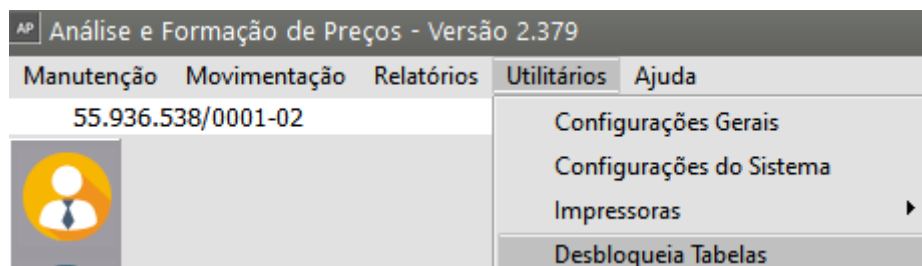 AP Análise e Formação de Preços - Versão 2.379
Manutenção Movimentação Relatórios Utilitários Ajuda
55.936.538/0001-02
Configurações Gerais
Configurações do Sistema
Impressoras
Desbloqueia Tabelas